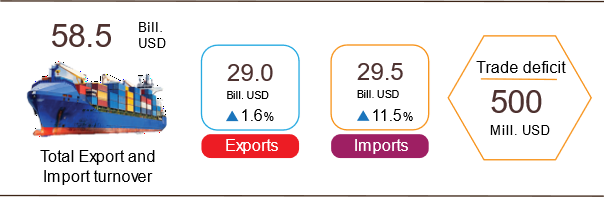 58.5
Bill.
USD
Total Export and
Import turnover
29.0
Bill. USD
▲1.6%
Exports
29.5
Bill. USD
▲11.5%
Imports
Trade deficit
500
Mill. USD